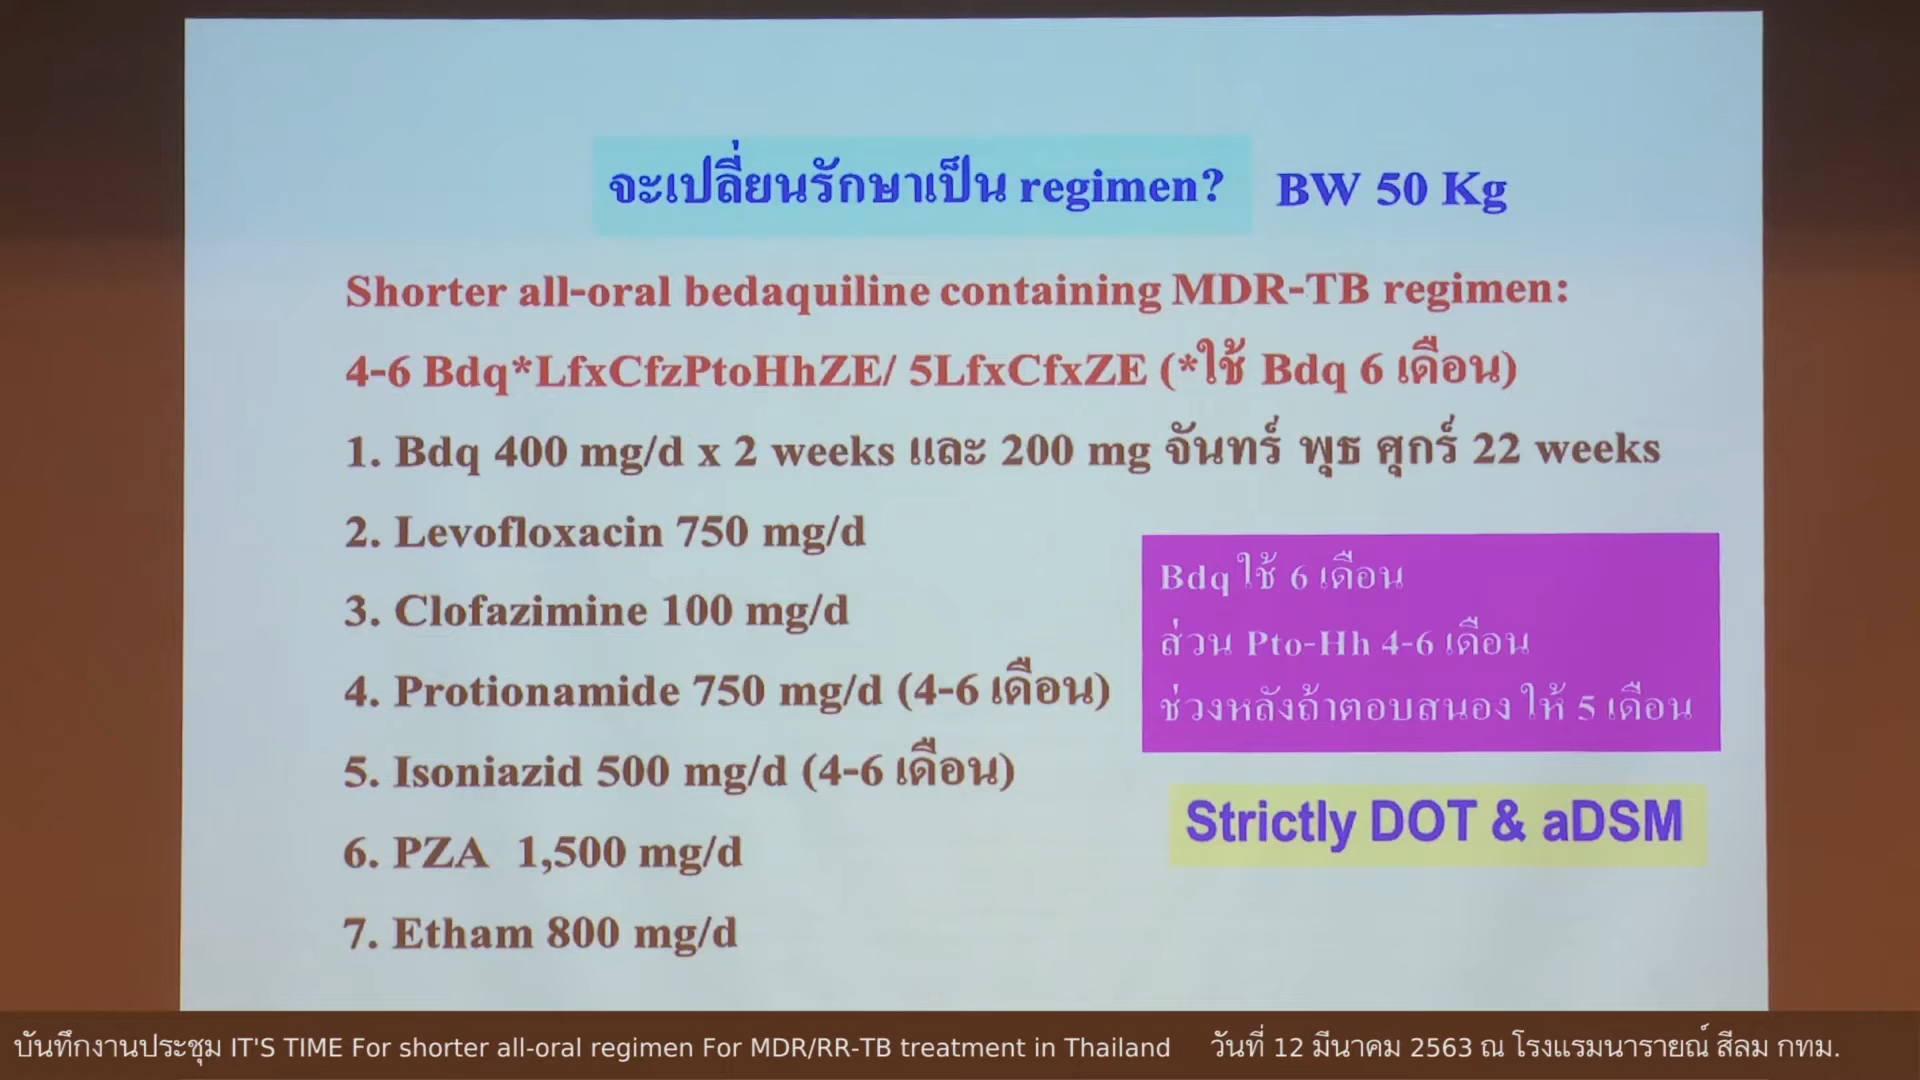 จะเปลี่ยนรักษาเป็น regimen? BW 50 Kg
Shorter all-oral bedaquiline containing MDR-TB regimen:
4-6 Bdq*LfxCfzPtoHhZE/ 5LfxCfxZE (*ใช้ Bdq 6 เดือน)
1. Bdq 400 mg/d x 2 weeks และ 200 mg จันทร์ พุธ ศุกร์ 22 weeks
2. Levofloxacin 750 mg/d
3. Clofazimine 100 mg/d
4. Protionamide 750 mg/d (4-6 เดือน)
5. Isoniazid 500 mg/d (4-6 เดือน)
6. PZA 1,500 mg/d
7. Etham 800 mg/d
Bdq ใช้ 6 เดือน
ส่วน Pto-Hh 4-6 เดือน
ช่วงหลังถ้าตอบสนอง ให้ 5 เดือน
Strictly DOT & aDSM
บันทึกงานประชุม IT'S TIME For shorter all-oral regimen For MDR/RR-TB treatment in Thailand วันที่ 12 มีนาคม 2563 ณ โรงแรมนารายณ์ สีลม กทม.